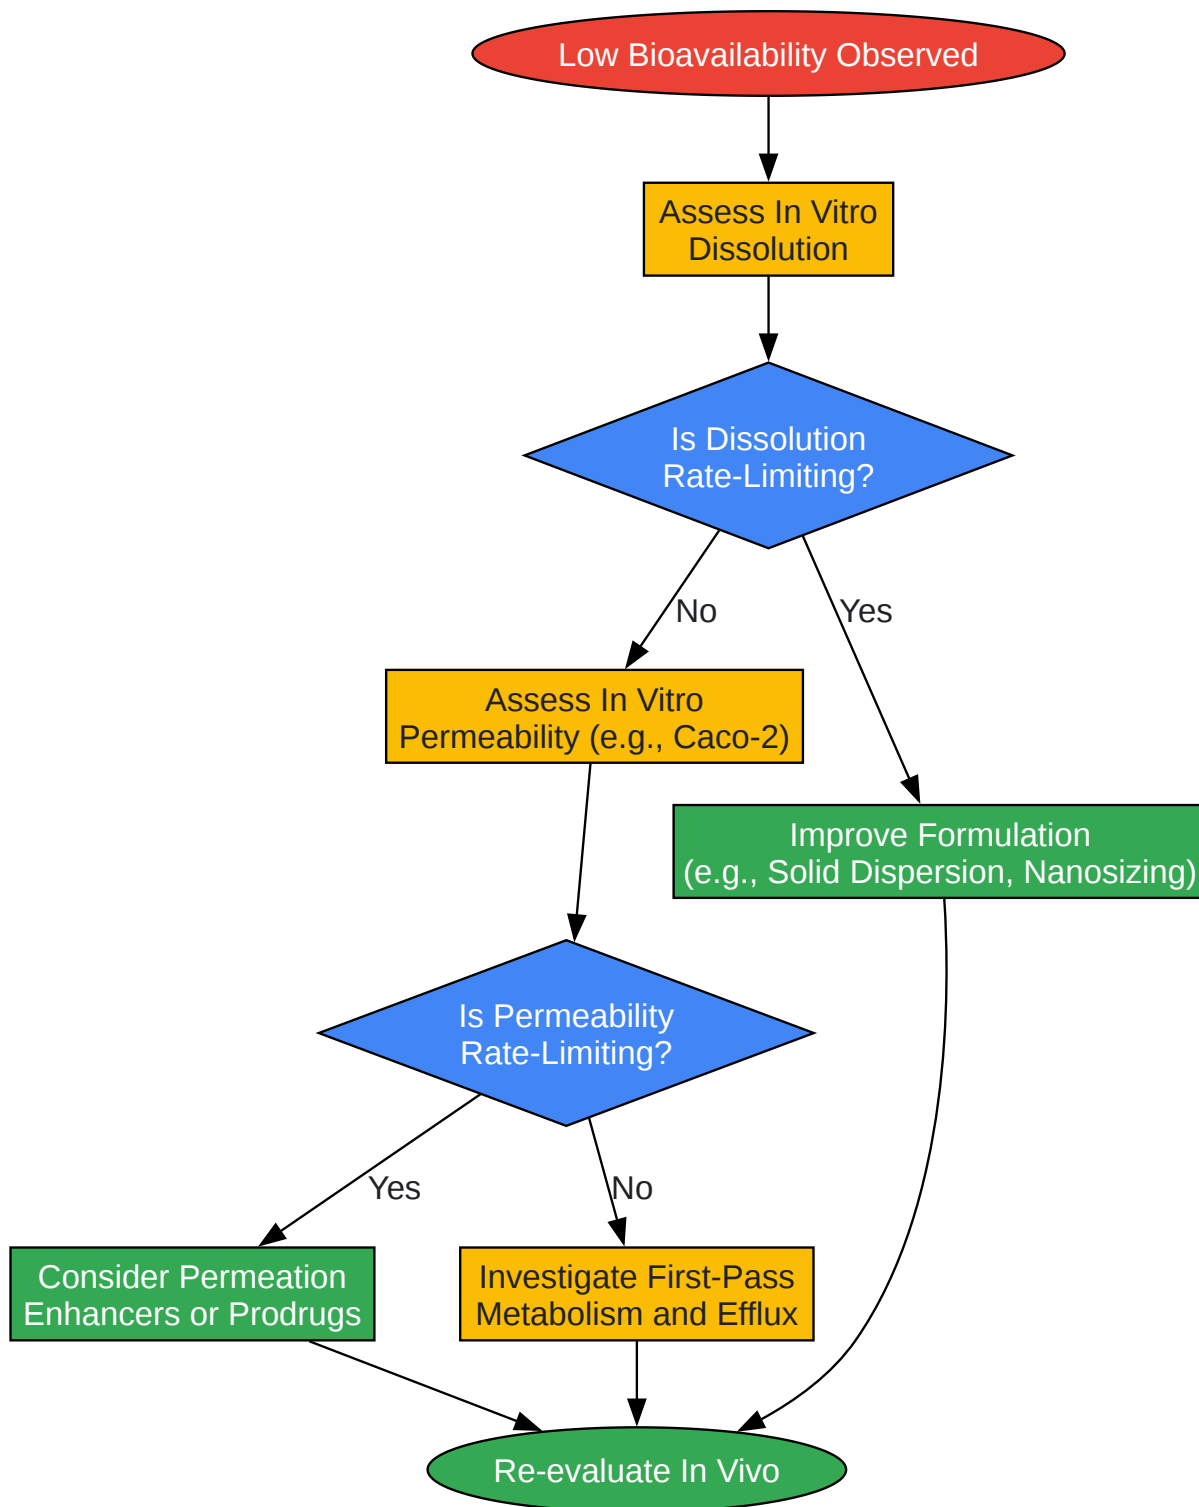 Low Bioavailability Observed
Assess In Vitro
Dissolution
Is Dissolution
Rate-Limiting?
No
Yes
Assess In Vitro
Permeability (e.g., Caco-2)
Improve Formulation
(e.g., Solid Dispersion, Nanosizing)
Is Permeability
Rate-Limiting?
Yes
No
Consider Permeation
Enhancers or Prodrugs
Investigate First-Pass
Metabolism and Efflux
Re-evaluate In Vivo